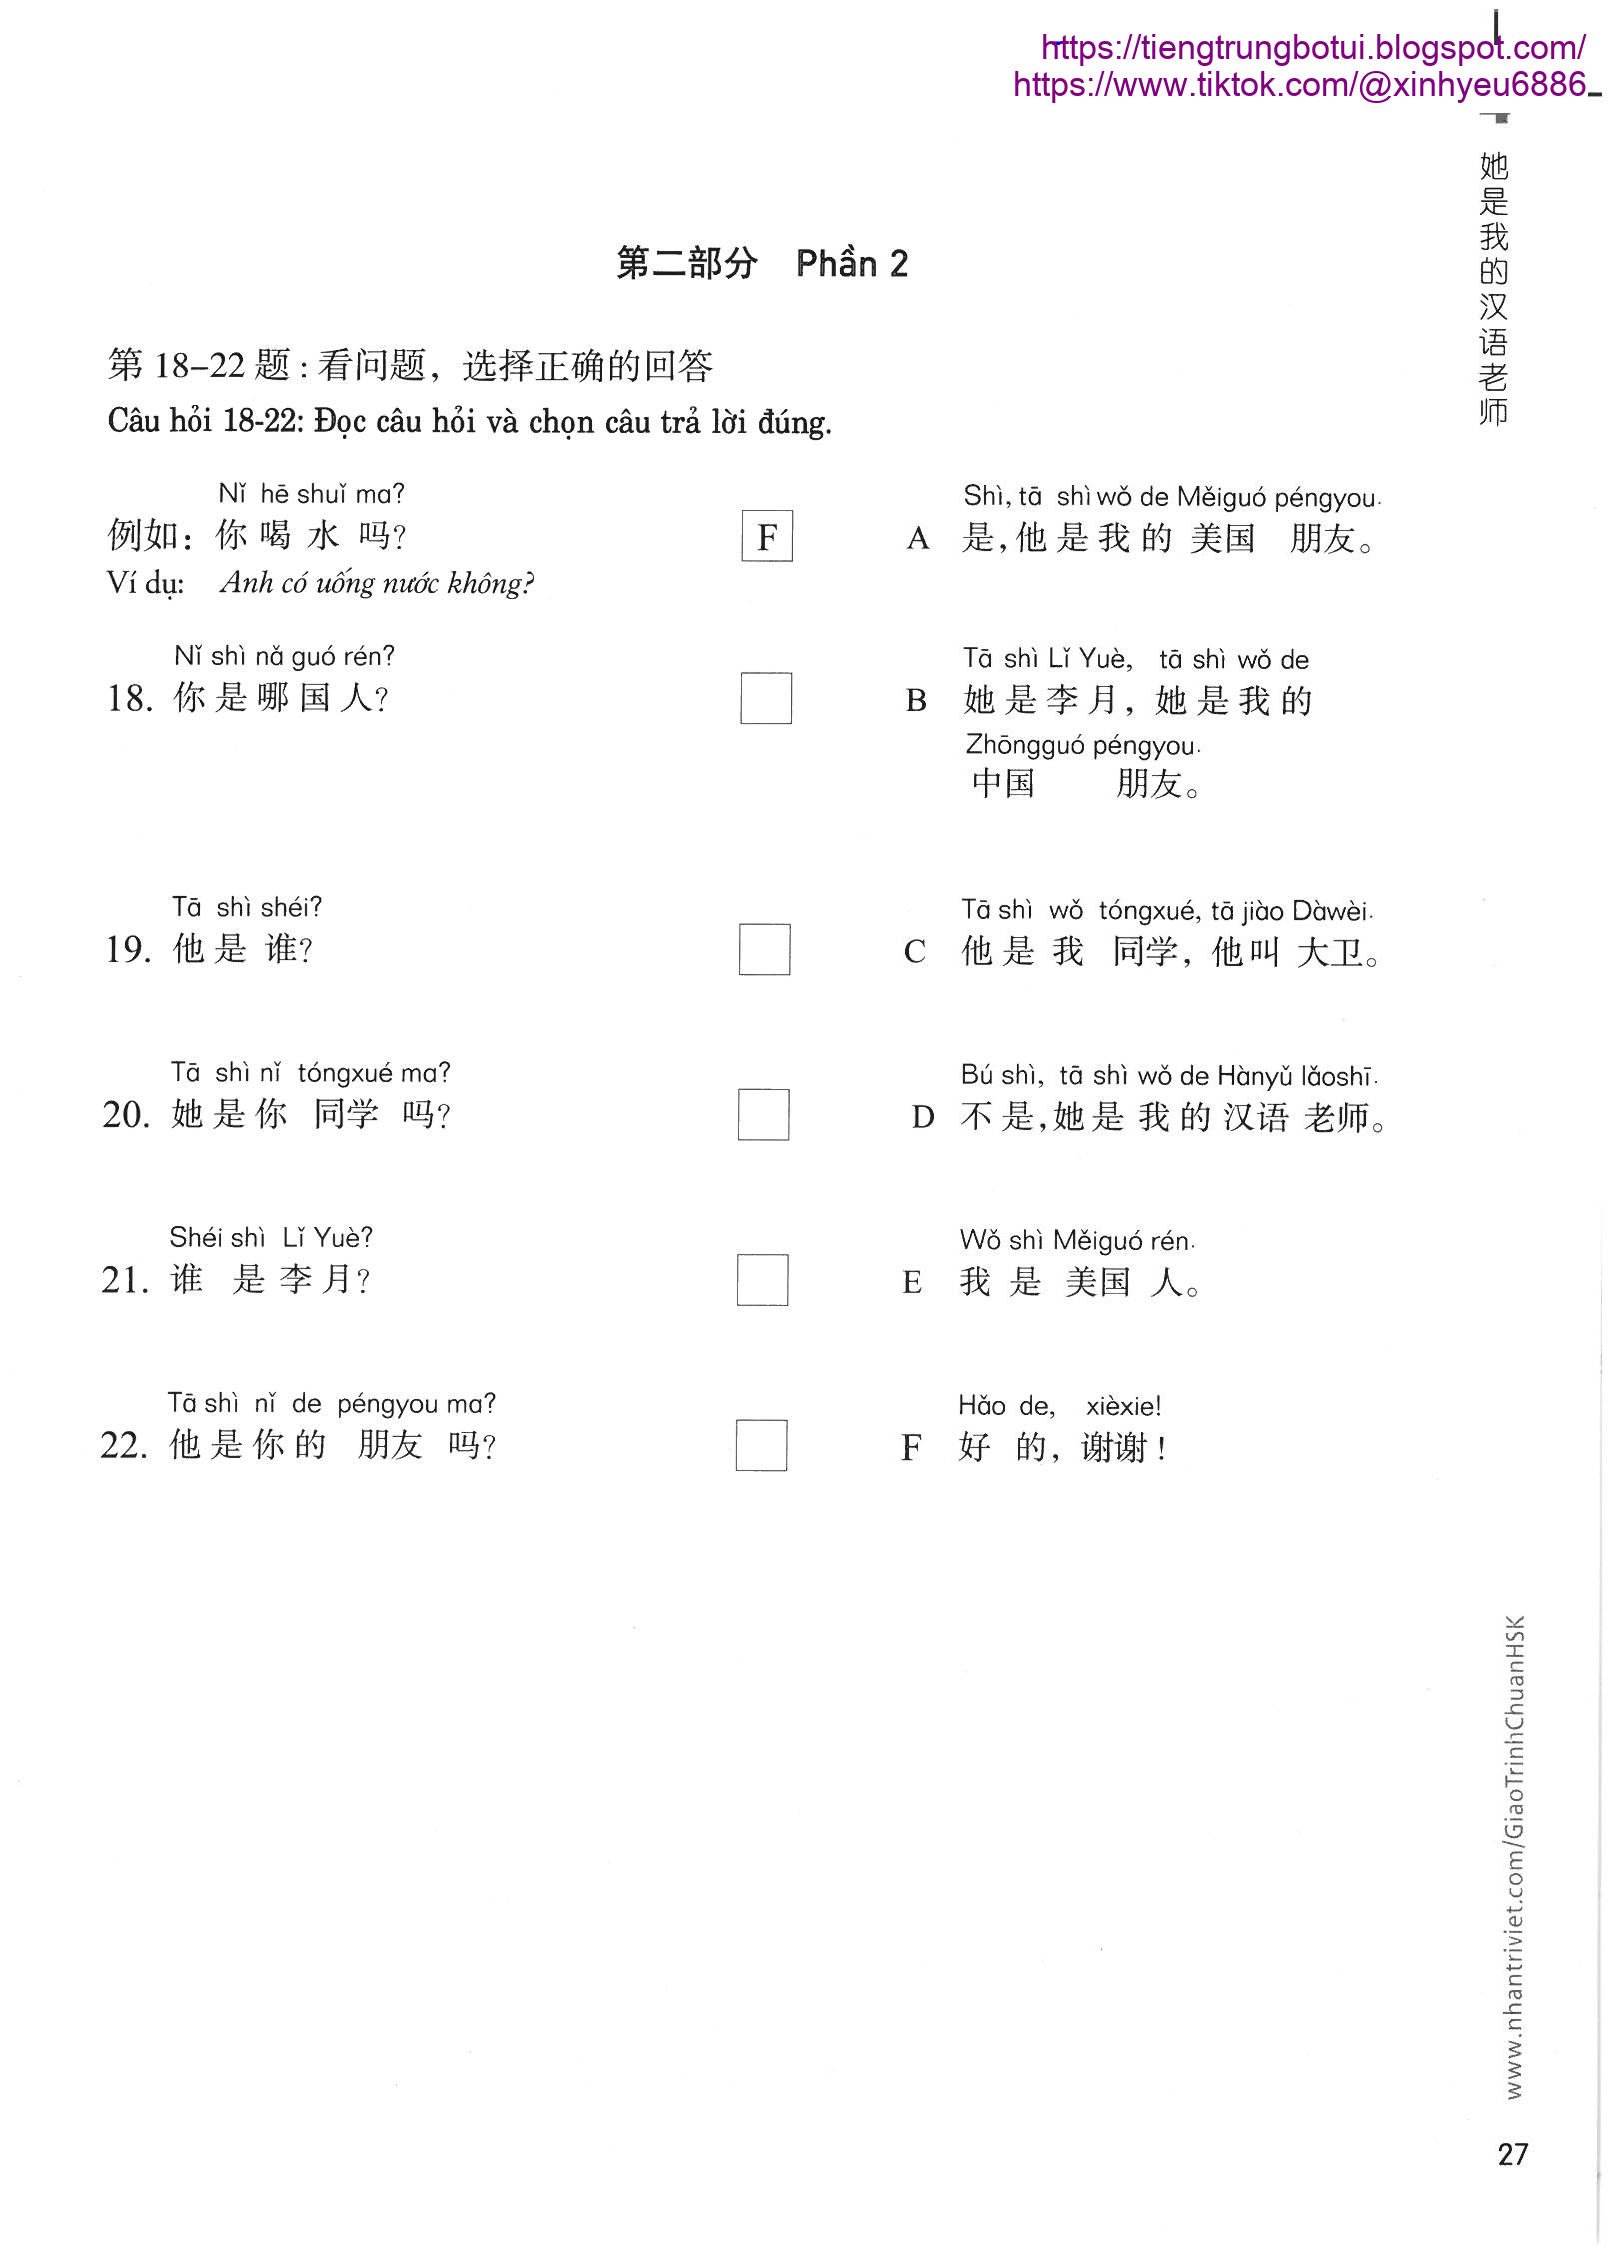 https://tiengtrungbotui.blogspot.com/
https://www.tiktok.com/@xinhyeu6886
她是我的汉语老师
第二部分 Phần 2
第 18–22 题：看问题，选择正确的回答
Câu hỏi 18-22: Đọc câu hỏi và chọn câu trả lời đúng.
Nǐ hē shuǐ ma?
例如：你喝水吗？ F
Ví dụ: Anh có uống nước không?
Shì, tā shì wǒ de Měiguó péngyou.
A 是，他是我的美国朋友。
Nǐ shì nǎ guó rén?
18. 你是哪国人？
Tā shì Lǐ Yuè, tā shì wǒ de
B 她是李月，她是我的
Zhōngguó péngyou.
中国朋友。
Tā shì shéi?
19. 他是谁？
Tā shì wǒ tóngxué, tā jiào Dàwèi.
C 他是我同学，他叫大卫。
Tā shì nǐ tóngxué ma?
20. 她是你同学吗？
Bú shì, tā shì wǒ de Hànyǔ lǎoshī.
D 不是，她是我的汉语老师。
Shéi shì Lǐ Yuè?
21. 谁是李月？
Wǒ shì Měiguó rén.
E 我是美国人。
Tā shì nǐ de péngyou ma?
22. 他是你的朋友吗？
Hǎo de, xièxie!
F 好的，谢谢！
www.nhantriviet.com/GiaoTrinhChuanHSK
27